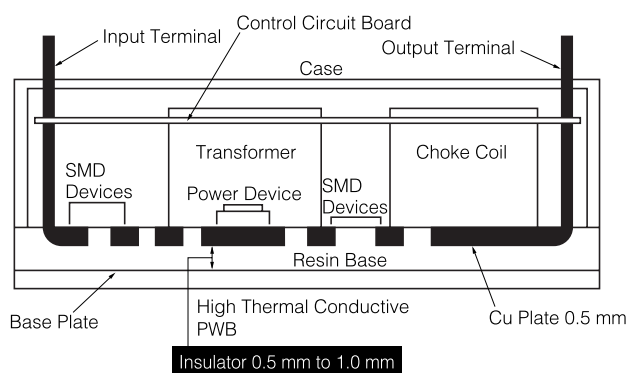 Control Circuit Board
Input Terminal
Output Terminal
Case
Transformer
Choke Coil
SMD
Devices
Power Device
SMD
Devices
Resin Base
Base Plate
High Thermal Conductive
PWB
Cu Plate 0.5 mm
Insulator 0.5 mm to 1.0 mm